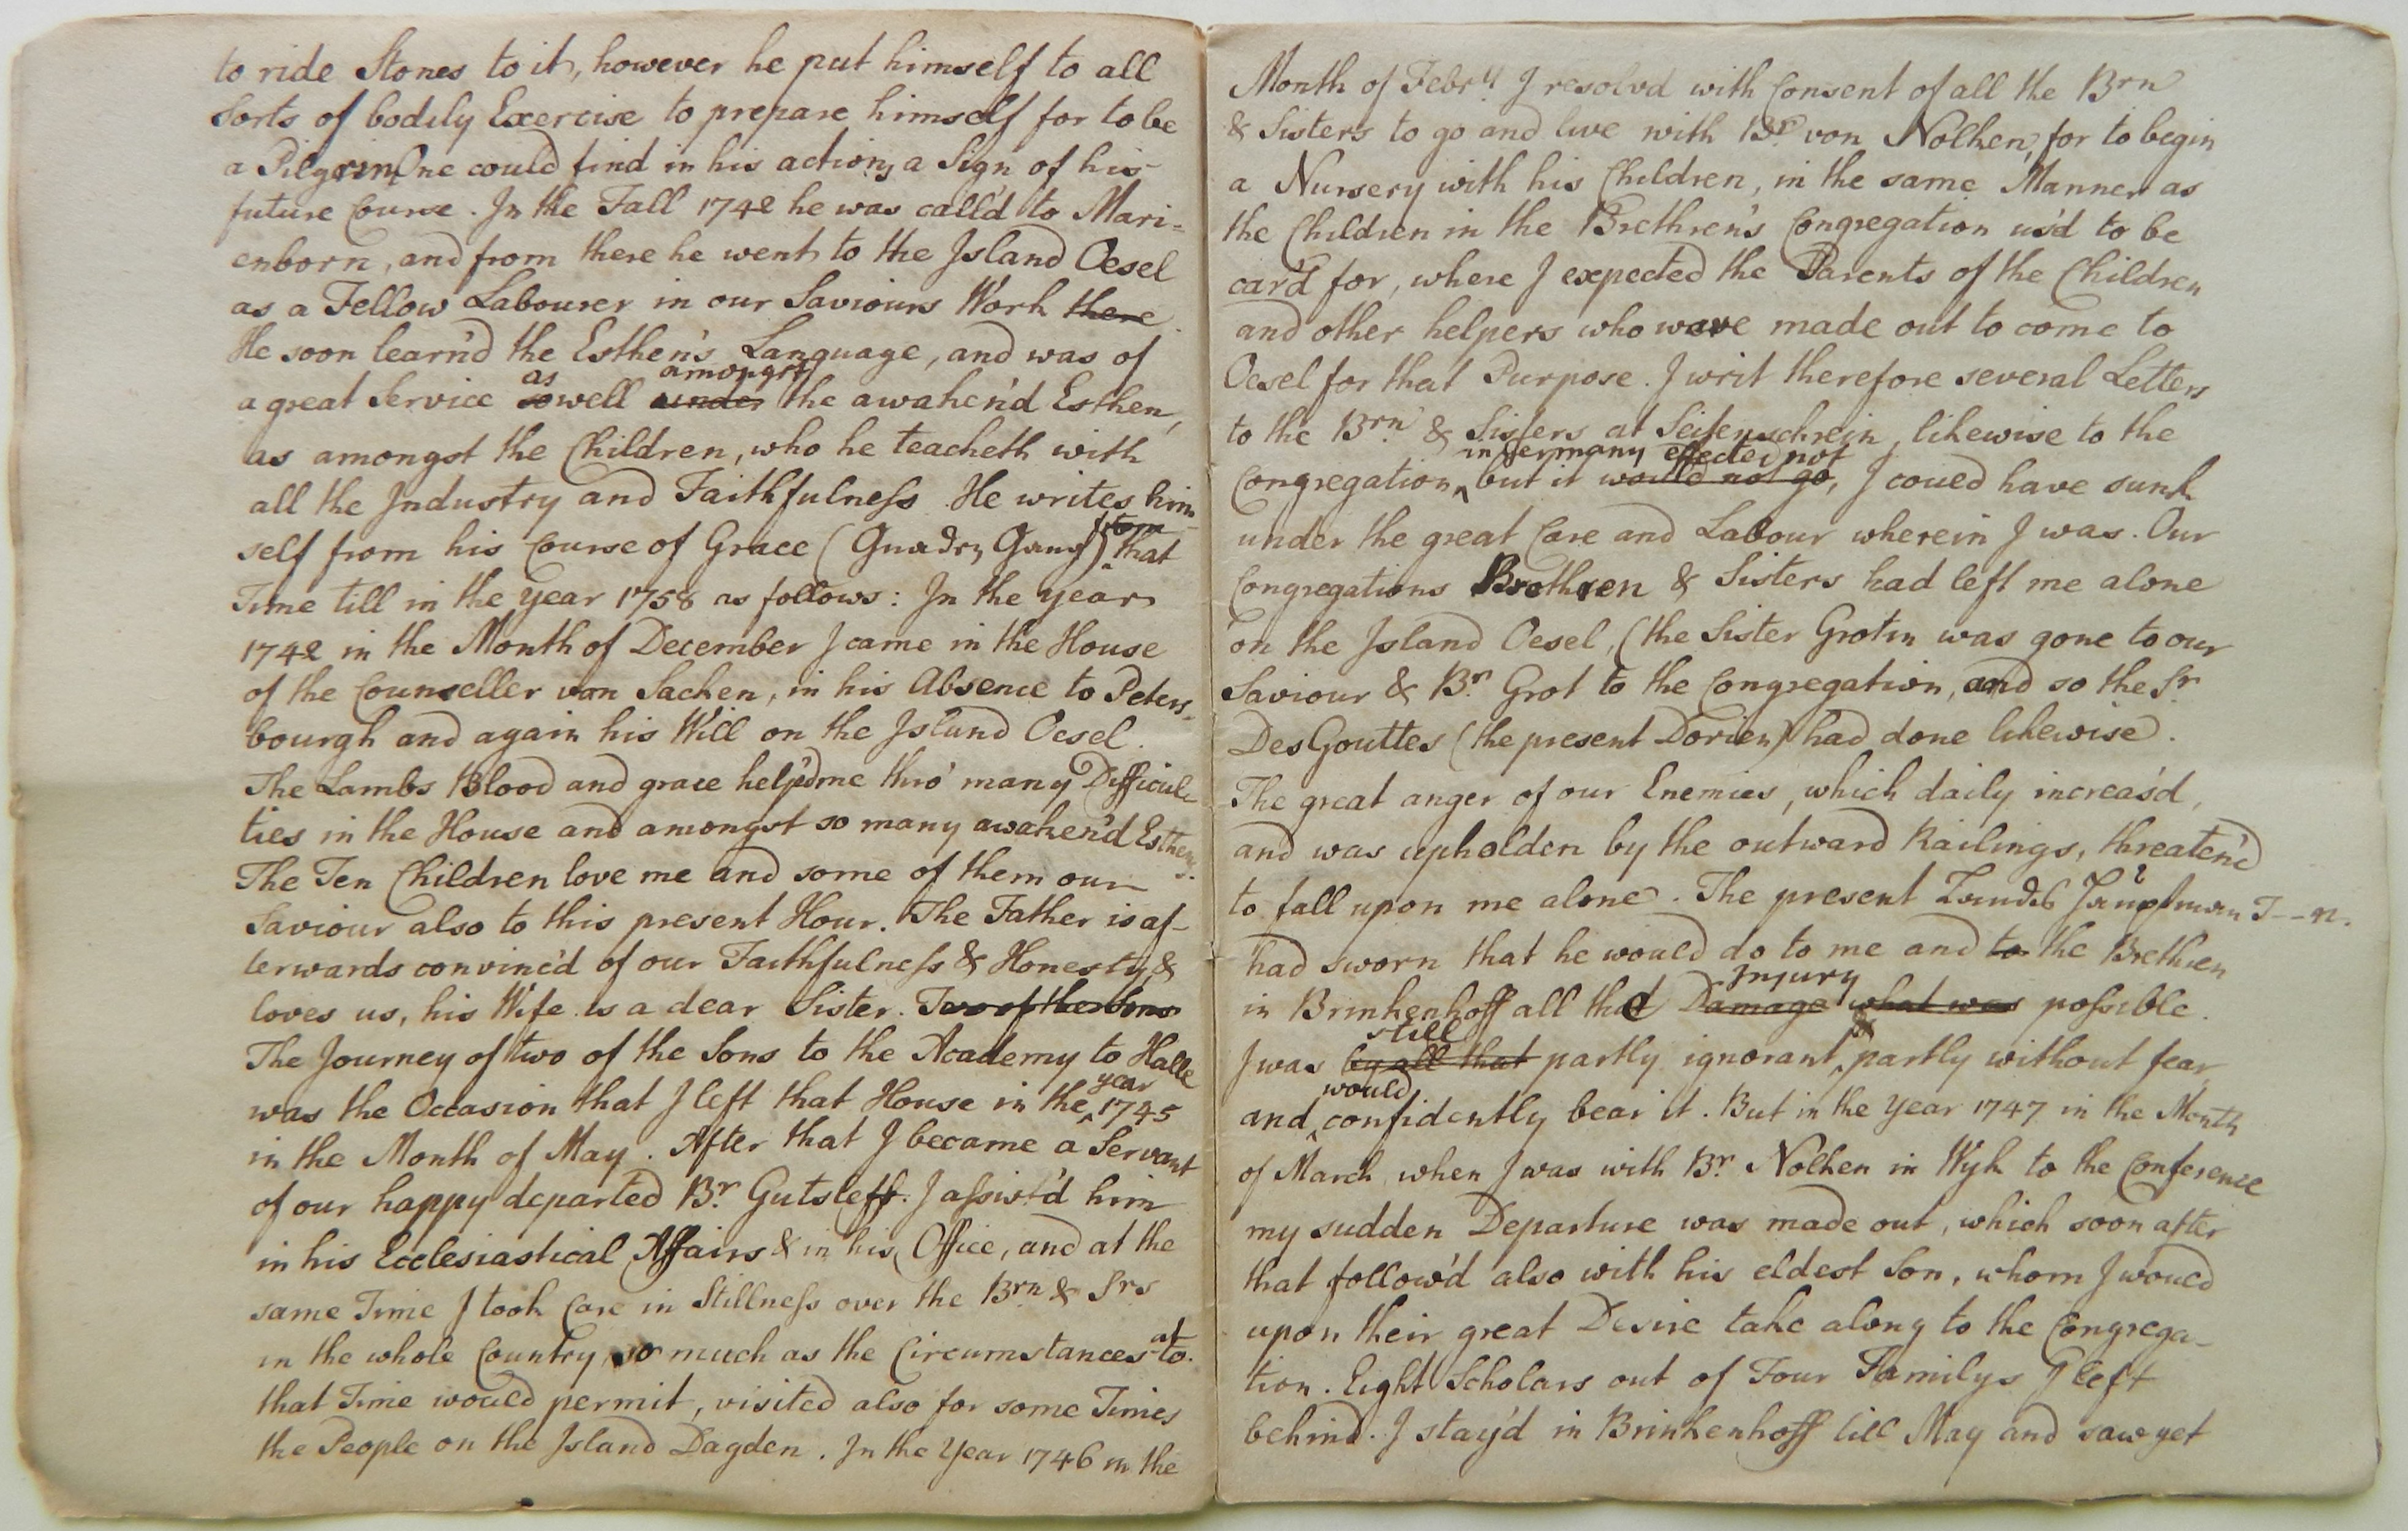 to ride Stones to it, however he put himself to all
Sorts of bodily Exercise to prepare himself for to be
a Pilgrim. One could find in his actions a Sign of his
future Course. In the Fall 1742 he was call'd to Mari-
enborn, and from there he went to the Island Oesel
as a Fellow Labourer in our Saviours Work there
He soon learn'd the Esthen's Language, and was of
as amongst
a great Service so well under the awaken'd Esthen,
as amongst the Children, who he teacheth with
all the Industry and Faithfulness. He writes him-
from
self from his Course of Grace (Gnaden Gang) that
Time till in the year 1758 as follows: In the year
1742 in the Month of December I came in the House
of the Counseller von Sacken, in his Absence to Peters-
bourgh and again his Will on the Island Oesel.
The Lambs Blood and grace help'd me thro' many Difficul-
ties in the House and amongst so many awaken'd Esthens.
The Ten Children love me and some of them our
Saviour also to this present Hour. The Father is af-
terwards convinc'd of our Faithfulness & Honesty &
loves us, his Wife is a dear Sister. Two of the Sons
The Journey of two of the Sons to the Academy to Halle
year
was the Occasion that I left that House in the 1745
in the Month of May. After that I became a Servant
of our happy departed Br. Gutsleff. I assist'd him
in his Ecclesiastical Affairs & in his Office, and at the
same Time I took Care in Stillness over the Brn & Srs
at
in the whole Country, so much as the Circumstances to
that Time would permit, visited also for some Times
the People on the Island Dagden. In the Year 1746 in the
Month of Febry. I resolvd with Consent of all the Brn
& Sisters to go and live with Br. von Nolken, for to begin
a Nursery with his Children, in the same Manner as
the Children in the Brethren's Congregation us'd to be
car'd for, where I expected the Parents of the Children
and other helpers who were made out to come to
Oesel for that Purpose. I writ therefore several Letters
to the Brn & Sisters at Seifenschrein, likewise to the
in Germany effected not
Congregation, but it would not go, I coued have sunk
under the great Care and Labour wherein I was. Our
Congregations Brethren & Sisters had left me alone
on the Island Oesel, (the Sister Grotin was gone to our
Saviour & Br. Grot to the Congregation, and so the Sr.
DesGouttes (the present Dorien) had done likewise.
The great anger of our Enemies, which daily increas'd,
and was upholden by the outward Railings, threaten'd
to fall upon me alone. The present Landes Hauptman T--n.
had sworn that he would do to me and to the Brethren
Injury
in Brinkenhoff all that Damage what was possible.
still
I was by all that partly ignorant, partly without fear
would
and confidently bear it. But in the Year 1747 in the Month
of March when I was with Br. Nolken in Wyk to the Conference
my sudden Departure was made out, which soon after
that follow'd also with his eldest Son, whom I woued
upon their great Desire take along to the Congrega-
tion. Eight Scholars out of Four Familys I left
behind. I stay'd in Brinkenhoff till May and saw yet